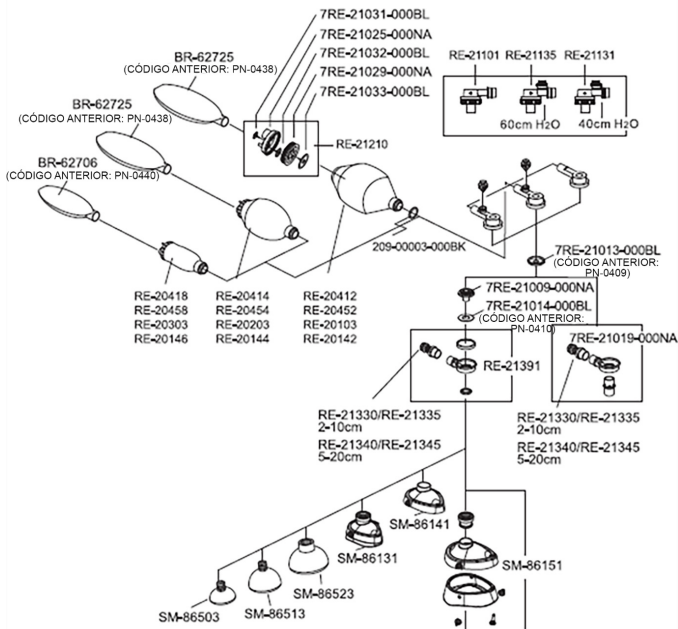 7RE-21031-000BL
7RE-21025-000NA
7RE-21032-000BL
7RE-21029-000NA
7RE-21033-000BL
BR-62725
(CÓDIGO ANTERIOR: PN-0438)
BR-62725
(CÓDIGO ANTERIOR: PN-0438)
BR-62706
(CÓDIGO ANTERIOR: PN-0440)
RE-21210
RE-21101
RE-21135
RE-21131
60cm H2O
40cm H2O
209-00003-000BK
RE-20418
RE-20458
RE-20303
RE-20146
RE-20414
RE-20454
RE-20203
RE-20144
RE-20412
RE-20452
RE-20103
RE-20142
7RE-21013-000BL
(CÓDIGO ANTERIOR:
PN-0409)
7RE-21009-000NA
7RE-21014-000BL
(CÓDIGO ANTERIOR:
PN-0410)
RE-21391
7RE-21019-000NA
RE-21330/RE-21335
2-10cm
RE-21340/RE-21345
5-20cm
RE-21330/RE-21335
2-10cm
RE-21340/RE-21345
5-20cm
SM-86141
SM-86131
SM-86523
SM-86513
SM-86503
SM-86151